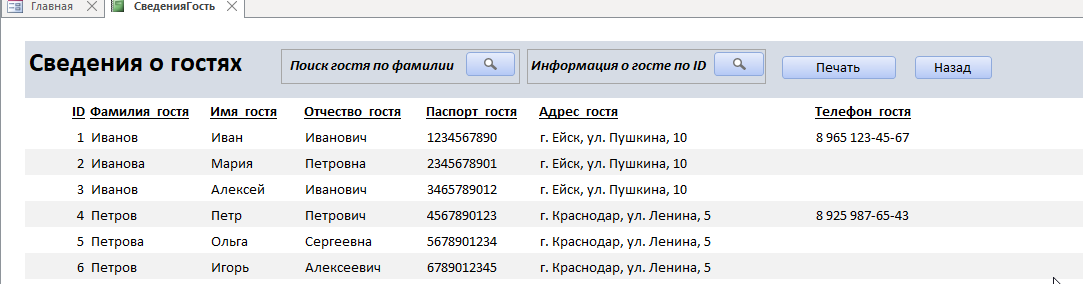 Главная СведенияГость
Сведения о гостях Поиск гостя по фамилии Информация о госте по ID Печать Назад
ID Фамилия_гостя Имя_гостя Отчество_гостя Паспорт_гостя Адрес_гостя Телефон_гостя
1 Иванов Иван Иванович 1234567890 г. Ейск, ул. Пушкина, 10 8 965 123-45-67
2 Иванова Мария Петровна 2345678901 г. Ейск, ул. Пушкина, 10
3 Иванов Алексей Иванович 3465789012 г. Ейск, ул. Пушкина, 10
4 Петров Петр Петрович 4567890123 г. Краснодар, ул. Ленина, 5 8 925 987-65-43
5 Петрова Ольга Сергеевна 5678901234 г. Краснодар, ул. Ленина, 5
6 Петров Игорь Алексеевич 6789012345 г. Краснодар, ул. Ленина, 5